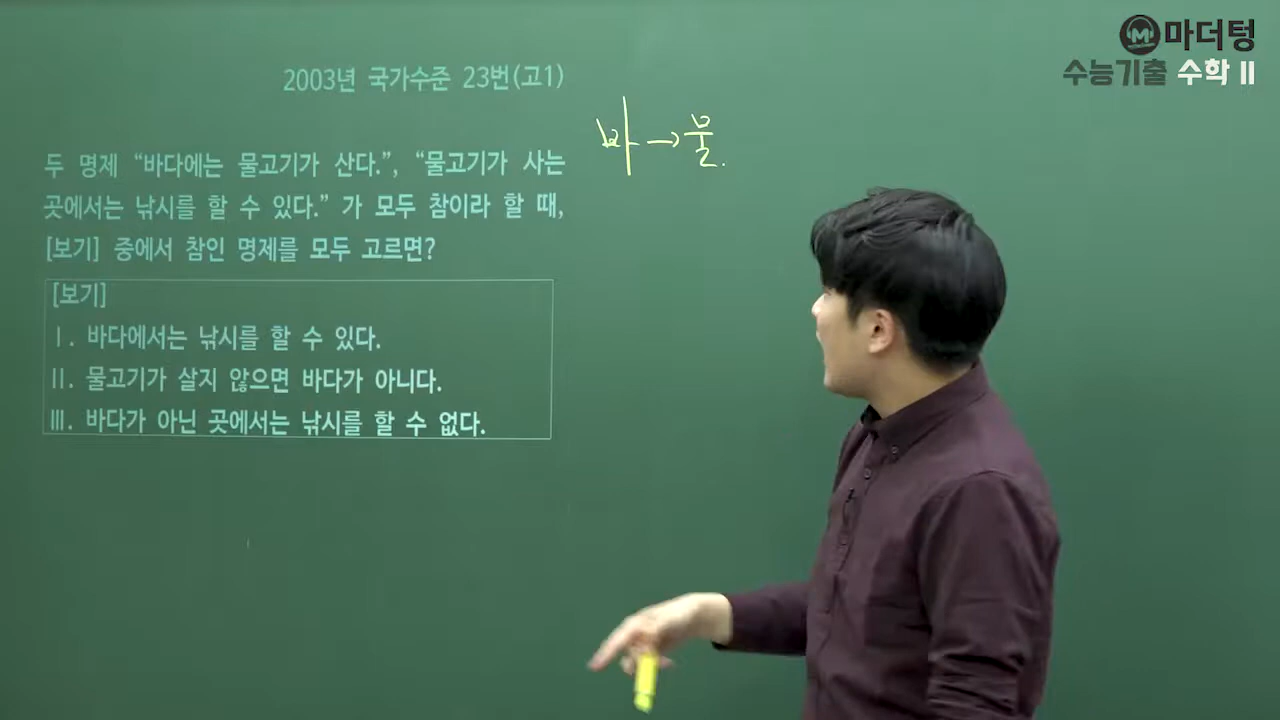 마더텅
수능기출 수학 II
2003년 국가수준 23번(고1)
두 명제 “바다에는 물고기가 산다.”, “물고기가 사는
곳에서는 낚시를 할 수 있다.” 가 모두 참이라 할 때,
[보기] 중에서 참인 명제를 모두 고르면?
[보기]
Ⅰ. 바다에서는 낚시를 할 수 있다.
Ⅱ. 물고기가 살지 않으면 바다가 아니다.
Ⅲ. 바다가 아닌 곳에서는 낚시를 할 수 없다.
바 → 물.